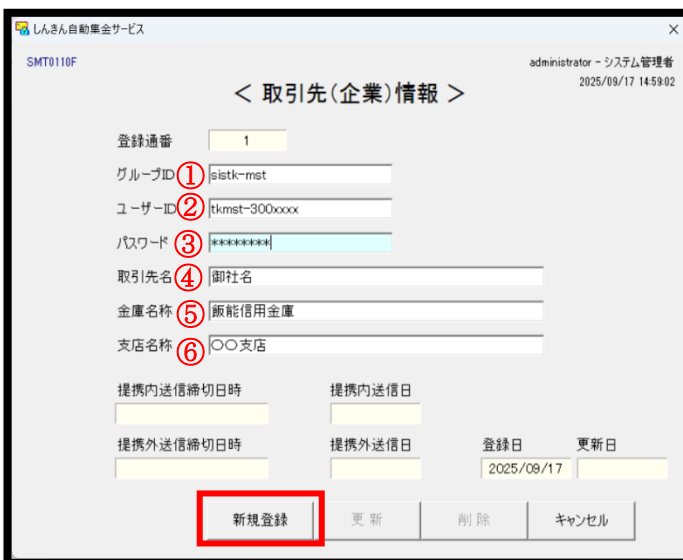 しんきん自動集金サービス ×
SMT0110F administrator - システム管理者
2025/09/17 14:59:02
< 取引先(企業)情報 >
登録通番 1
グループID ① sistk-mst
ユーザーID ② tkmst-300xxxx
パスワード ③ ********
取引先名 ④ 御社名
金庫名称 ⑤ 飯能信用金庫
支店名称 ⑥ 〇〇支店
提携内送信締切日時 提携内送信日
提携外送信締切日時 提携外送信日 登録日 更新日
2025/09/17
新規登録 更新 削除 キャンセル